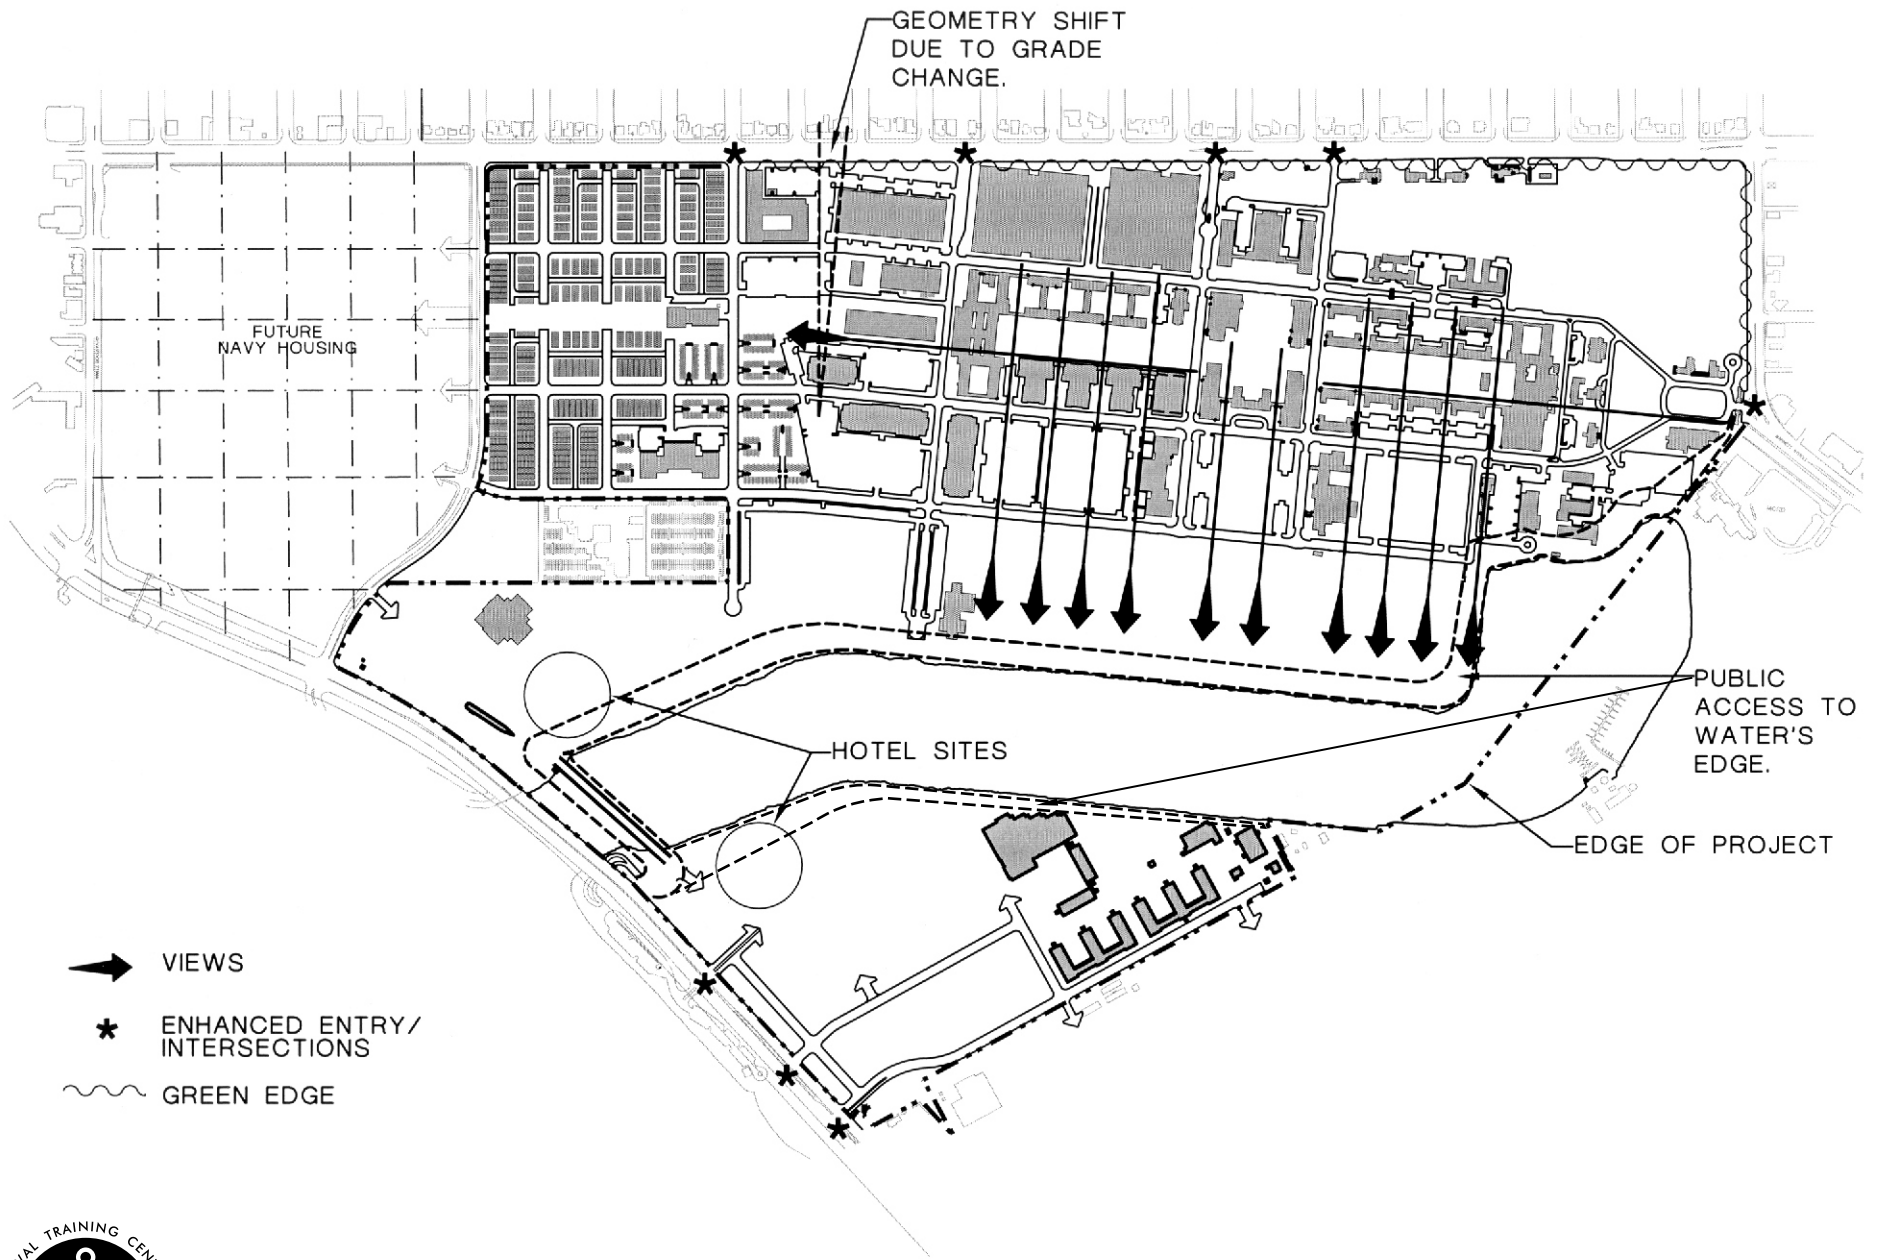 GEOMETRY SHIFT
DUE TO GRADE
CHANGE.
FUTURE
NAVY HOUSING
PUBLIC
ACCESS TO
WATER'S
EDGE.
HOTEL SITES
EDGE OF PROJECT
VIEWS
ENHANCED ENTRY/
INTERSECTIONS
GREEN EDGE
TRAINING